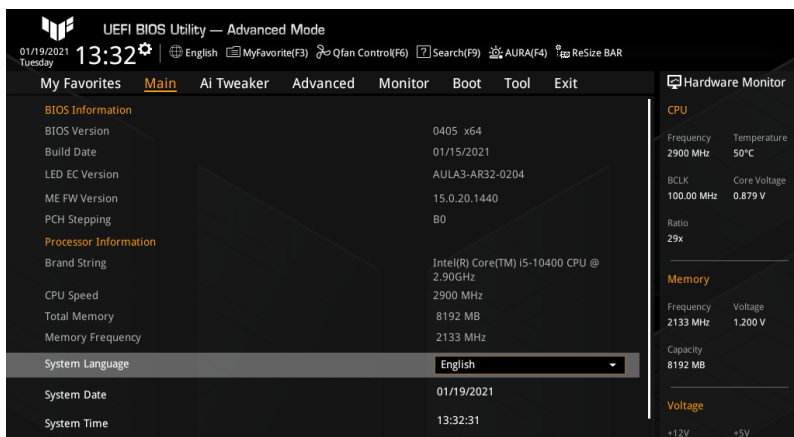 UEFI BIOS Utility — Advanced Mode
01/19/2021
Tuesday
13:32
English MyFavorite(F3) Qfan Control(F6) ? Search(F9) AURA(F4) ReSize BAR
My Favorites Main Ai Tweaker Advanced Monitor Boot Tool Exit
Hardware Monitor
BIOS Information
BIOS Version 0405 x64
Build Date 01/15/2021
LED EC Version AULA3-AR32-0204
ME FW Version 15.0.20.1440
PCH Stepping B0
Processor Information
Brand String Intel(R) Core(TM) i5-10400 CPU @
2.90GHz
CPU Speed 2900 MHz
Total Memory 8192 MB
Memory Frequency 2133 MHz
System Language English
System Date 01/19/2021
System Time 13:32:31
CPU
Frequency Temperature
2900 MHz 50°C
BCLK Core Voltage
100.00 MHz 0.879 V
Ratio
29x
Memory
Frequency Voltage
2133 MHz 1.200 V
Capacity
8192 MB
Voltage
+12V +5V